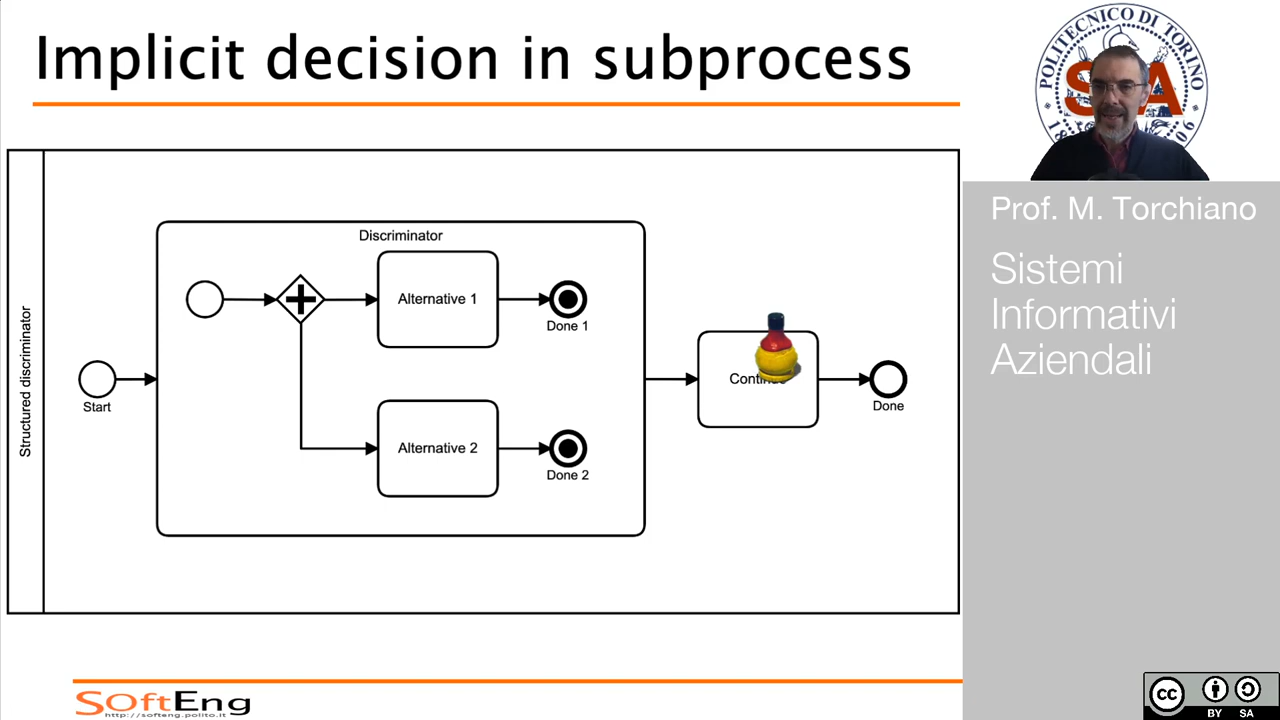 Implicit decision in subprocess
POLITECNICO DI TORINO
Prof. M. Torchiano
Sistemi
Informativi
Aziendali
Structured discriminator
Start
Discriminator
Alternative 1
Done 1
Alternative 2
Done 2
Done
SOftEng
http://softeng.polito.it
cc
BY SA